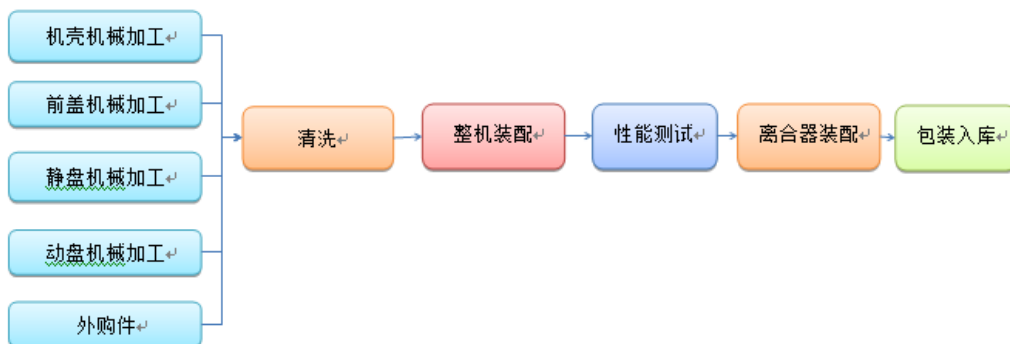 机壳机械加工
前盖机械加工
静盘机械加工
动盘机械加工
外购件
清洗
整机装配
性能测试
离合器装配
包装入库